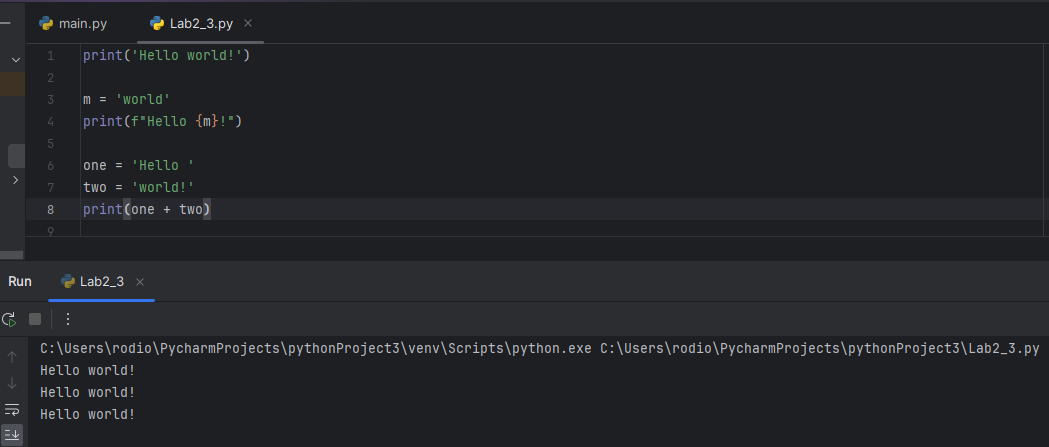 main.py Lab2_3.py
1 print('Hello world!')
2
3 m = 'world'
4 print(f"Hello {m}!")
5
6 one = 'Hello '
7 two = 'world!'
8 print(one + two)
9
Run Lab2_3
C:\Users\rodio\PycharmProjects\pythonProject3\venv\Scripts\python.exe C:\Users\rodio\PycharmProjects\pythonProject3\Lab2_3.py
Hello world!
Hello world!
Hello world!